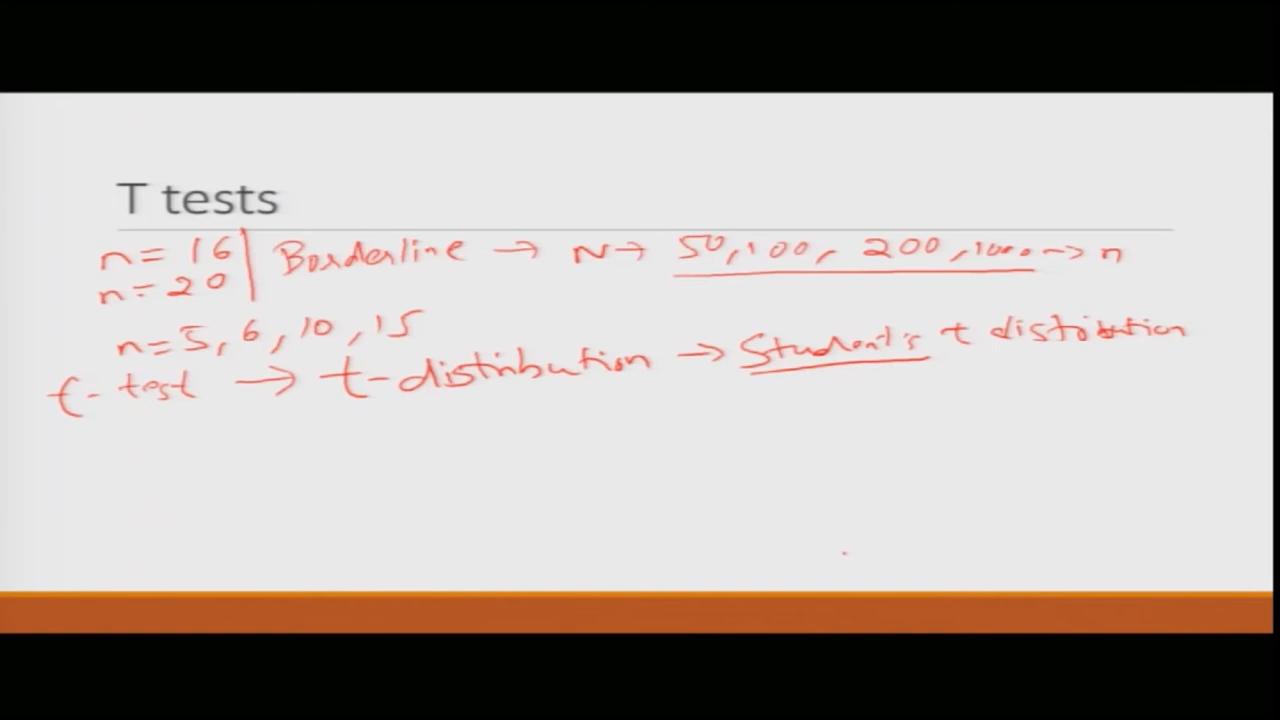 T tests
n = 16 | Borderline → N → 50, 100, 200, 1000 → n
n = 20
n = 5, 6, 10, 15
t - test → t - distribution → Student's t distribution